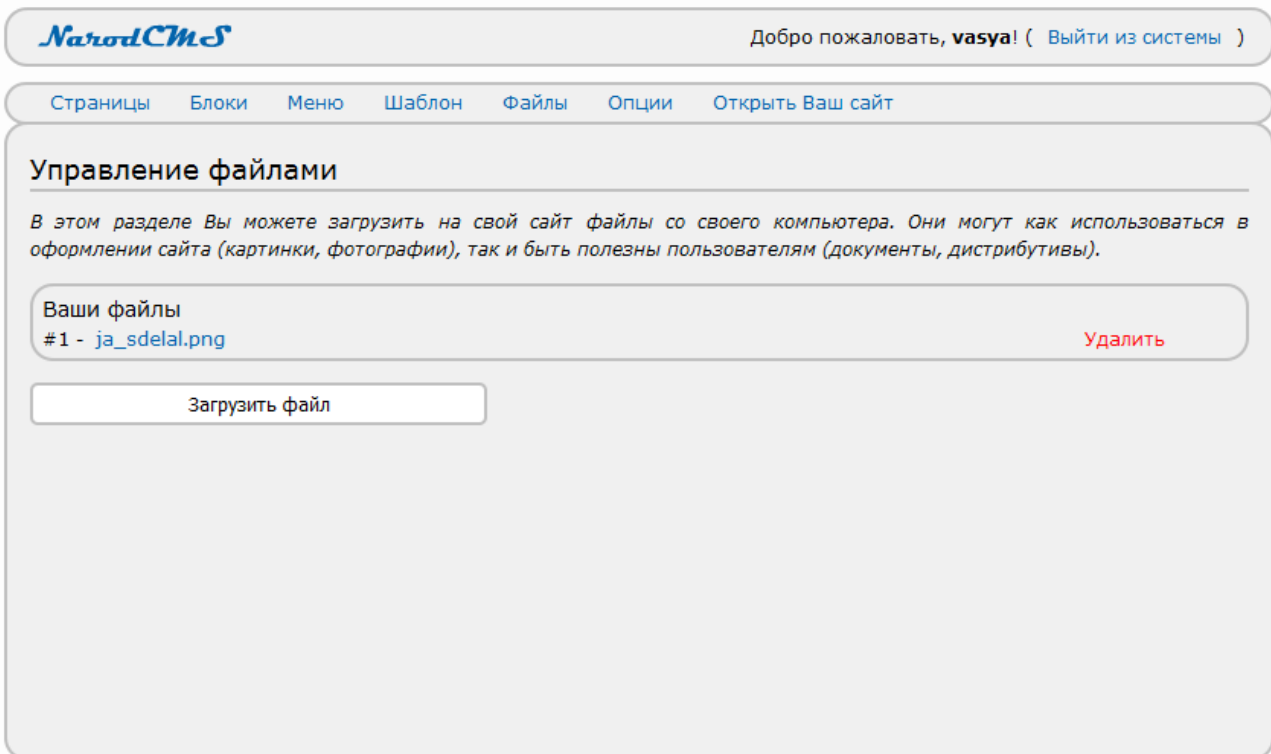 NarodCMS
Добро пожаловать, vasya! ( Выйти из системы )
Страницы Блоки Меню Шаблон Файлы Опции Открыть Ваш сайт
Управление файлами
В этом разделе Вы можете загрузить на свой сайт файлы со своего компьютера. Они могут как использоваться в
оформлении сайта (картинки, фотографии), так и быть полезны пользователям (документы, дистрибутивы).
Ваши файлы
#1 - ja_sdelal.png Удалить
Загрузить файл